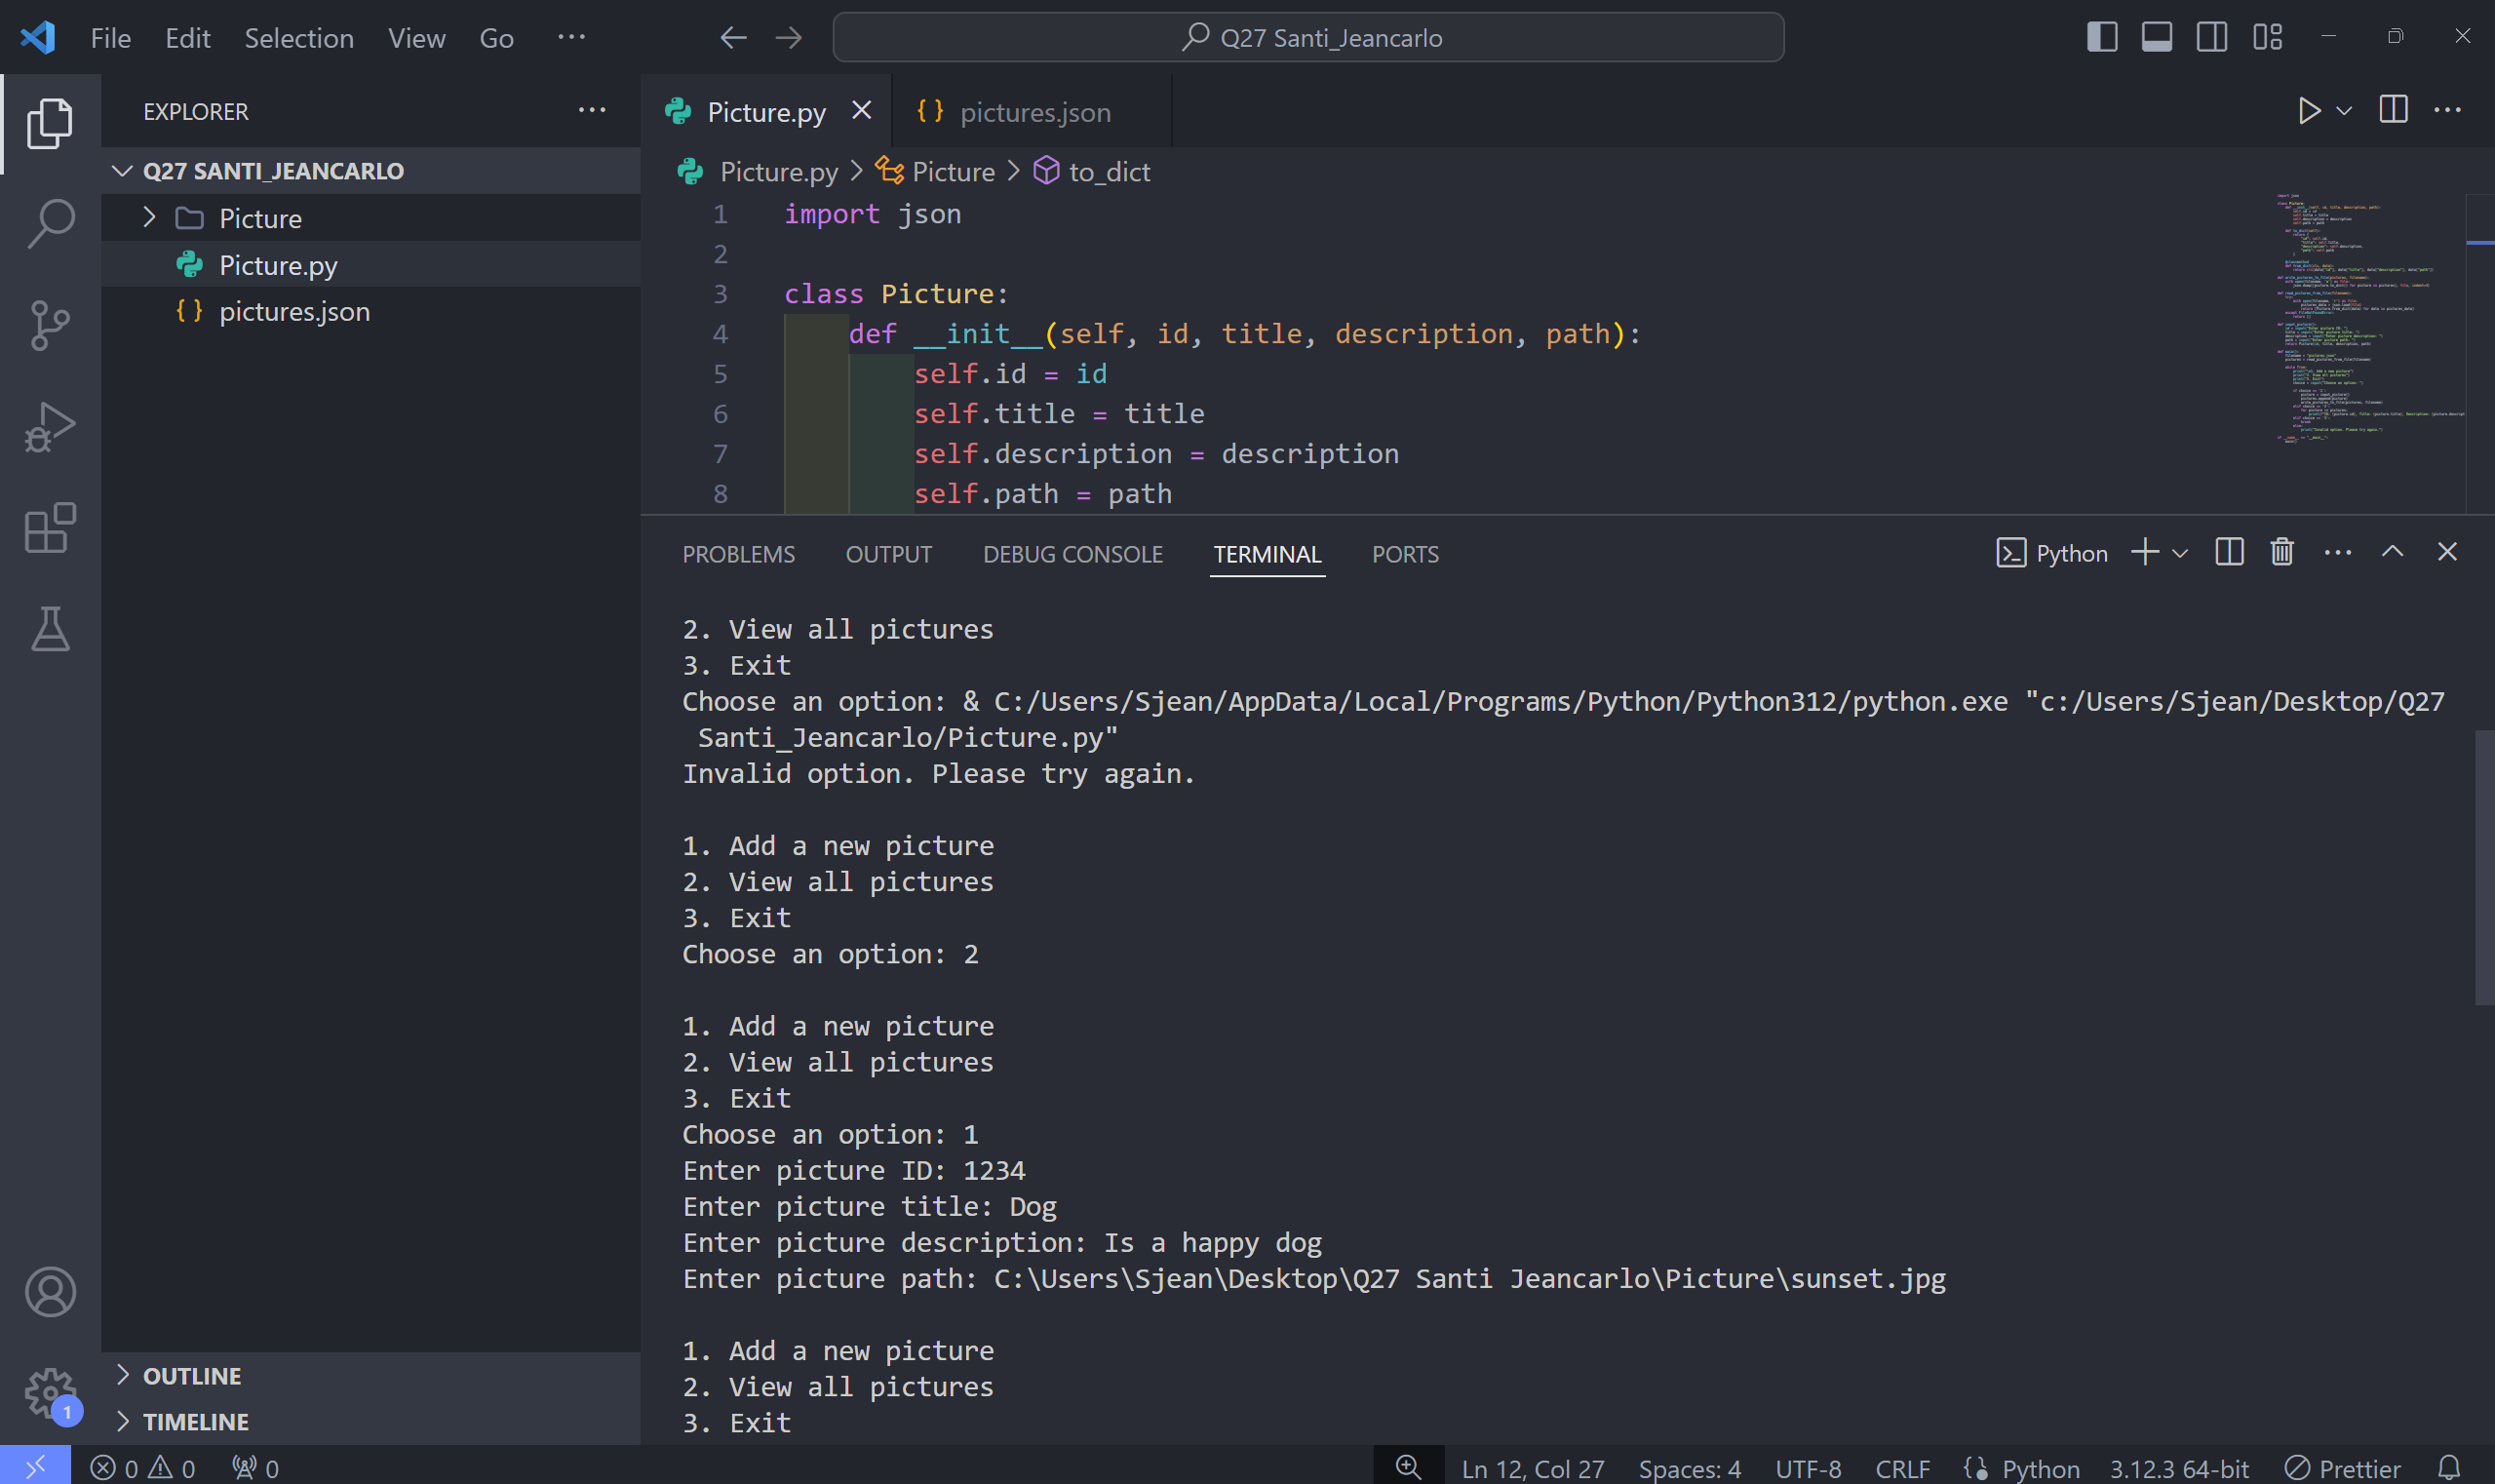 File Edit Selection View Go ···
Q27 Santi_Jeancarlo
EXPLORER
Q27 SANTI_JEANCARLO
Picture
Picture.py
pictures.json
OUTLINE
TIMELINE
Picture.py
pictures.json
Picture.py > Picture > to_dict
1 import json
2
3 class Picture:
4 def __init__(self, id, title, description, path):
5 self.id = id
6 self.title = title
7 self.description = description
8 self.path = path
PROBLEMS OUTPUT DEBUG CONSOLE TERMINAL PORTS
Python
2. View all pictures
3. Exit
Choose an option: & C:/Users/Sjean/AppData/Local/Programs/Python/Python312/python.exe "c:/Users/Sjean/Desktop/Q27
Santi_Jeancarlo/Picture.py"
Invalid option. Please try again.
1. Add a new picture
2. View all pictures
3. Exit
Choose an option: 2
1. Add a new picture
2. View all pictures
3. Exit
Choose an option: 1
Enter picture ID: 1234
Enter picture title: Dog
Enter picture description: Is a happy dog
Enter picture path: C:\Users\Sjean\Desktop\Q27 Santi Jeancarlo\Picture\sunset.jpg
1. Add a new picture
2. View all pictures
3. Exit
1
0 0 0
Ln 12, Col 27 Spaces: 4 UTF-8 CRLF Python 3.12.3 64-bit Prettier